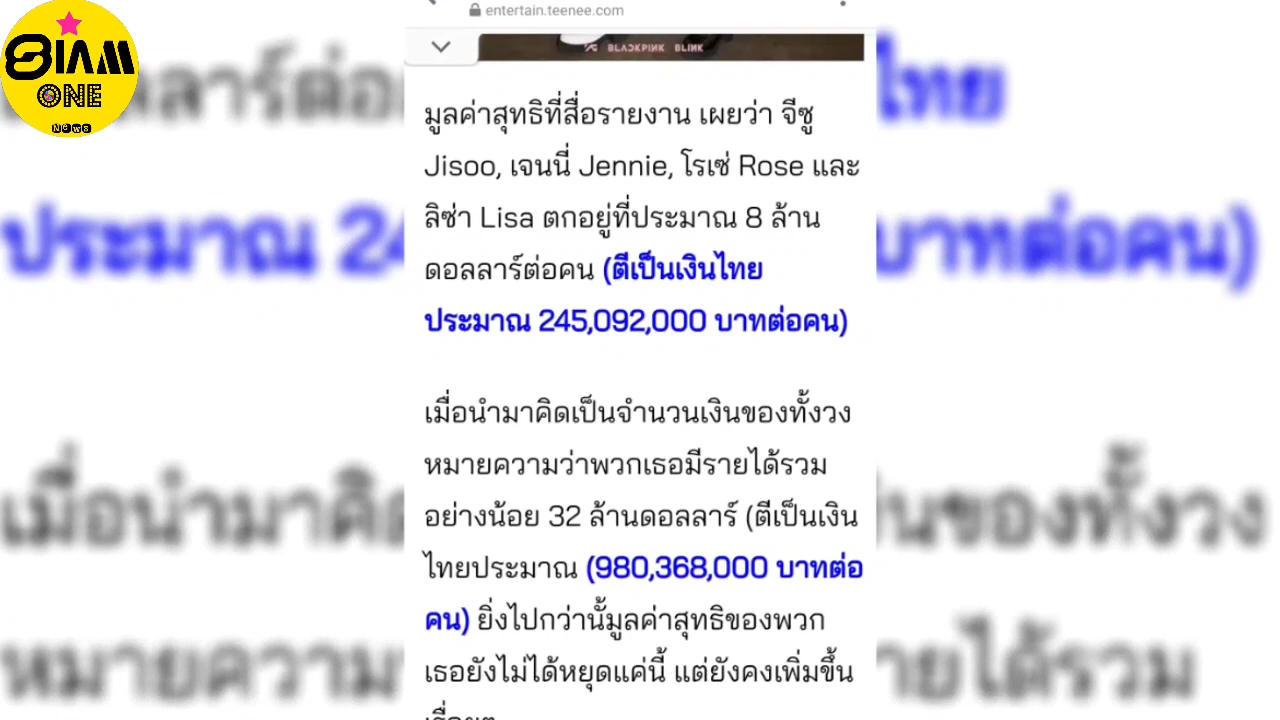 8IAM
ONE
News
entertain.teenee.com
BLACKPINK BLINK
มูลค่าสุทธิที่สื่อรายงาน เผยว่า จีซู
Jisoo, เจนนี่ Jennie, โรเซ่ Rose และ
ลิซ่า Lisa ตกอยู่ที่ประมาณ 8 ล้าน
ดอลลาร์ต่อคน (ตีเป็นเงินไทย
ประมาณ 245,092,000 บาทต่อคน)
เมื่อนำมาคิดเป็นจำนวนเงินของทั้งวง
หมายความว่าพวกเธอมีรายได้รวม
อย่างน้อย 32 ล้านดอลลาร์ (ตีเป็นเงิน
ไทยประมาณ (980,368,000 บาทต่อ
คน) ยิ่งไปกว่านั้มูลค่าสุทธิของพวก
เธอยังไม่ได้หยุดแค่นี้ แต่ยังคงเพิ่มขึ้น